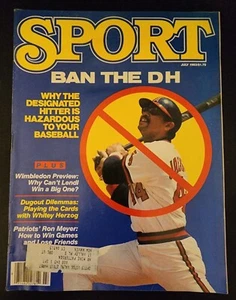 SPORT
BAN THE DH
WHY THE
DESIGNATED
HITTER IS
HAZARDOUS
TO YOUR
BASEBALL
PLUS
Wimbledon Preview:
Why Can't Lendl
Win a Big One?
Dugout Dilemmas:
Playing the Cards
with Whitey Herzog
Patriots' Ron Meyer:
How to Win Games
and Lose Friends